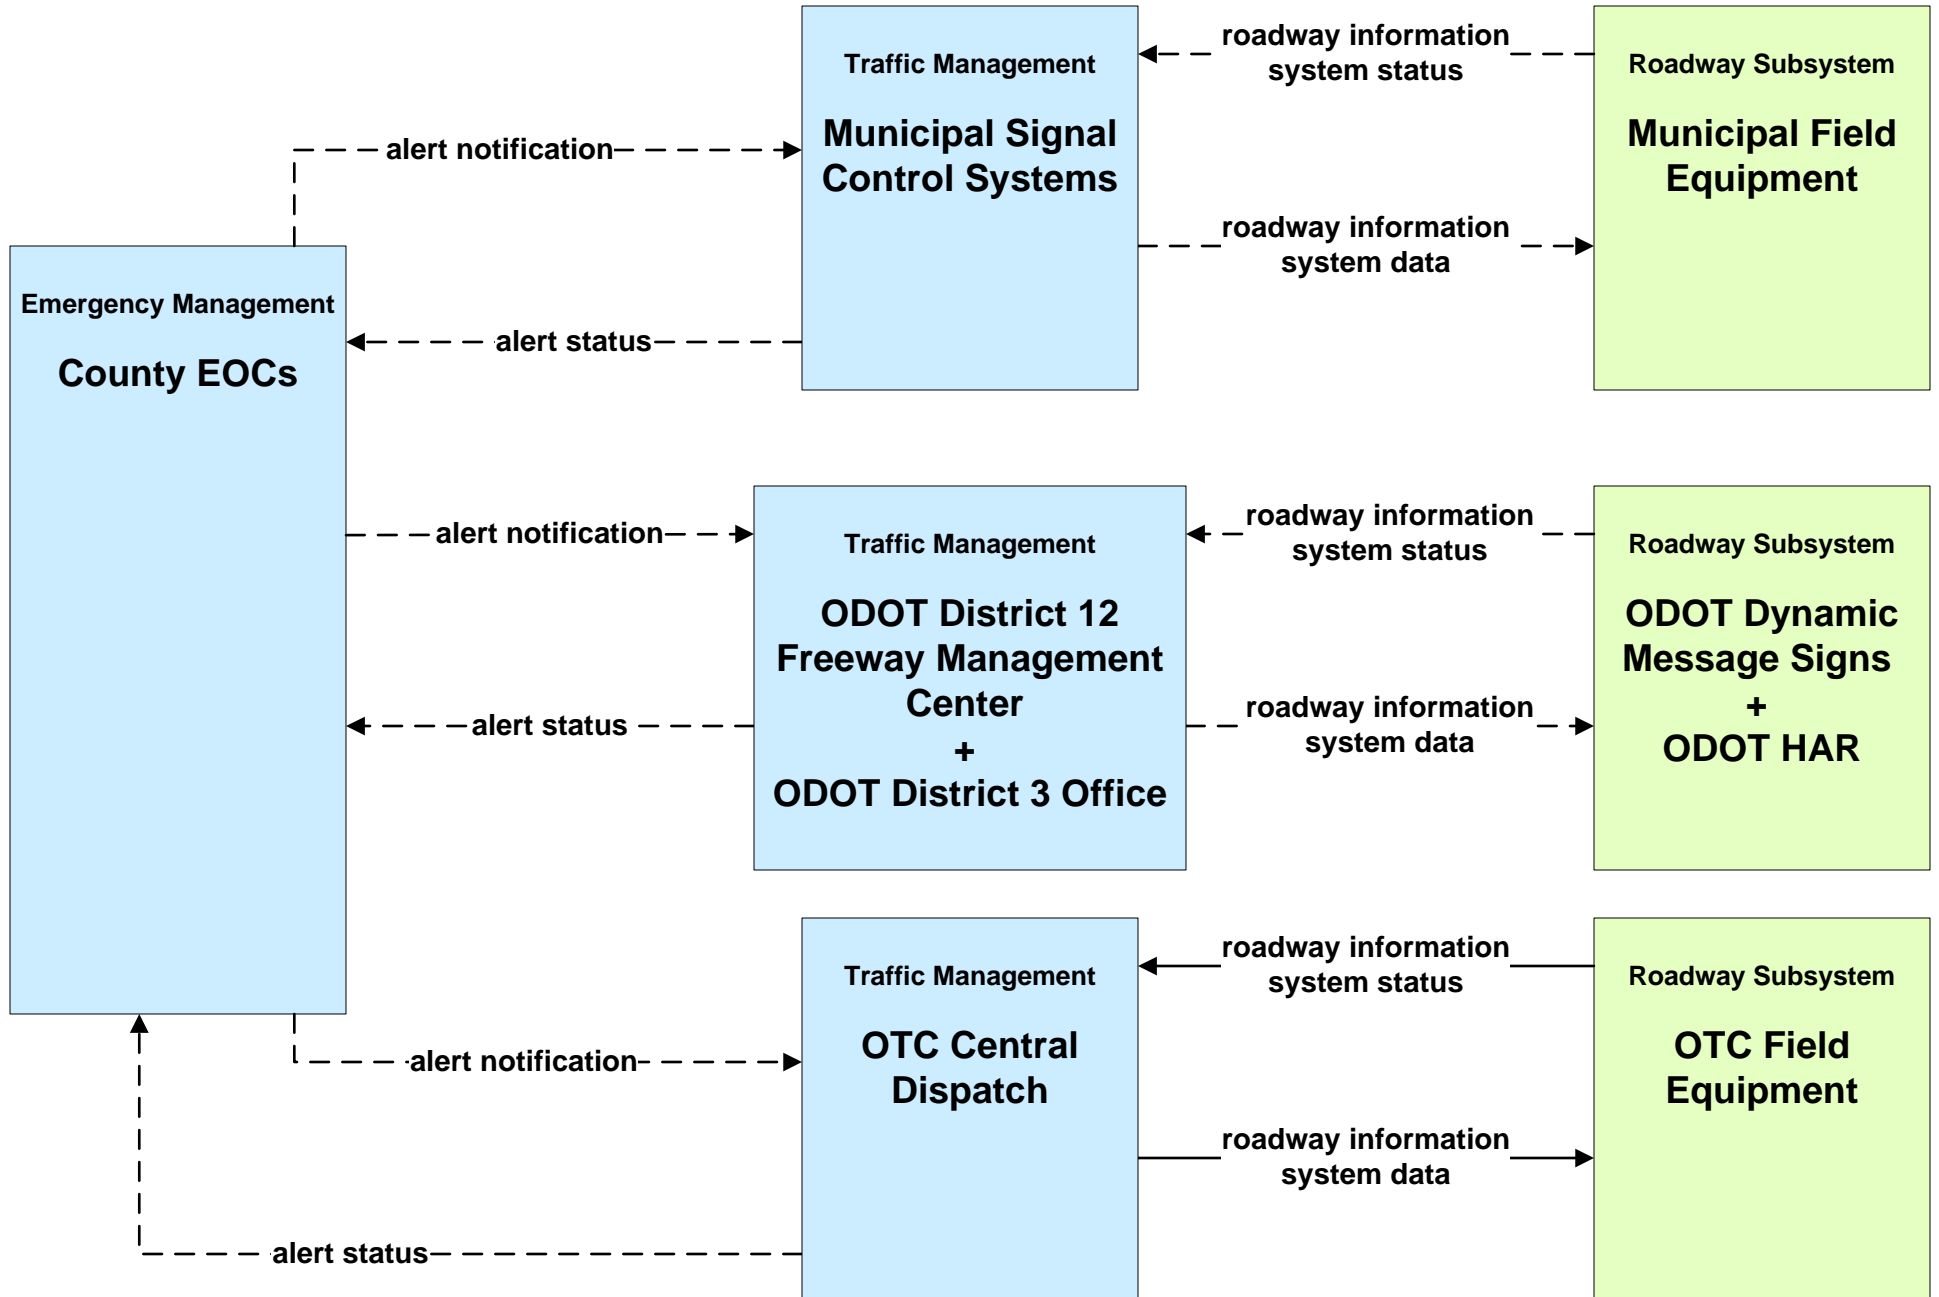 Emergency Management
County EOCs
alert notification
alert status
Traffic Management
Municipal Signal
Control Systems
roadway information
system status
roadway information
system data
Roadway Subsystem
Municipal Field
Equipment
alert notification
alert status
Traffic Management
ODOT District 12
Freeway Management
Center
+
ODOT District 3 Office
roadway information
system status
roadway information
system data
Roadway Subsystem
ODOT Dynamic
Message Signs
+
ODOT HAR
alert notification
alert status
Traffic Management
OTC Central
Dispatch
roadway information
system status
roadway information
system data
Roadway Subsystem
OTC Field
Equipment